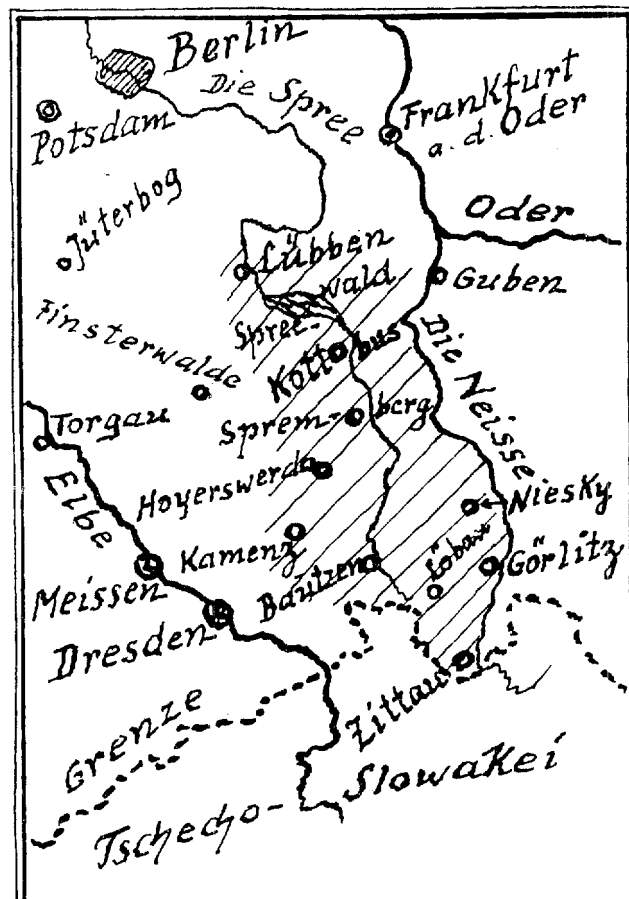 Berlin
Die Spree
Potsdam
Frankfurt
a. d. Oder
Jüterbog
Oder
Lübben
Guben
Spree-
wald
Finsterwalde
Kottbus
Die Neisse
Torgau
Sprem-
berg
Elbe
Hoyerswerda
Niesky
Kamenz
Bautzen
Löbau
Görlitz
Meissen
Dresden
Zittau
Grenze
Tschecho-
Slowakei